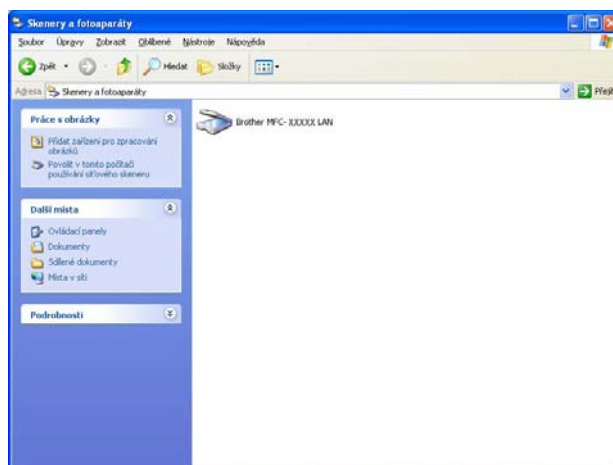 Skenery a fotoaparáty
Soubor Úpravy Zobrazit Oblíbené Nástroje Nápověda
Zpět Hledat Složky
Adresa Skenery a fotoaparáty Přejít
Práce s obrázky
Přidat zařízení pro zpracování
obrázků
Povolit v tomto počítači
používání síťového skeneru
Další místa
Ovládací panely
Dokumenty
Sdílené dokumenty
Místa v síti
Podrobnosti
Brother MFC- XXXXX LAN